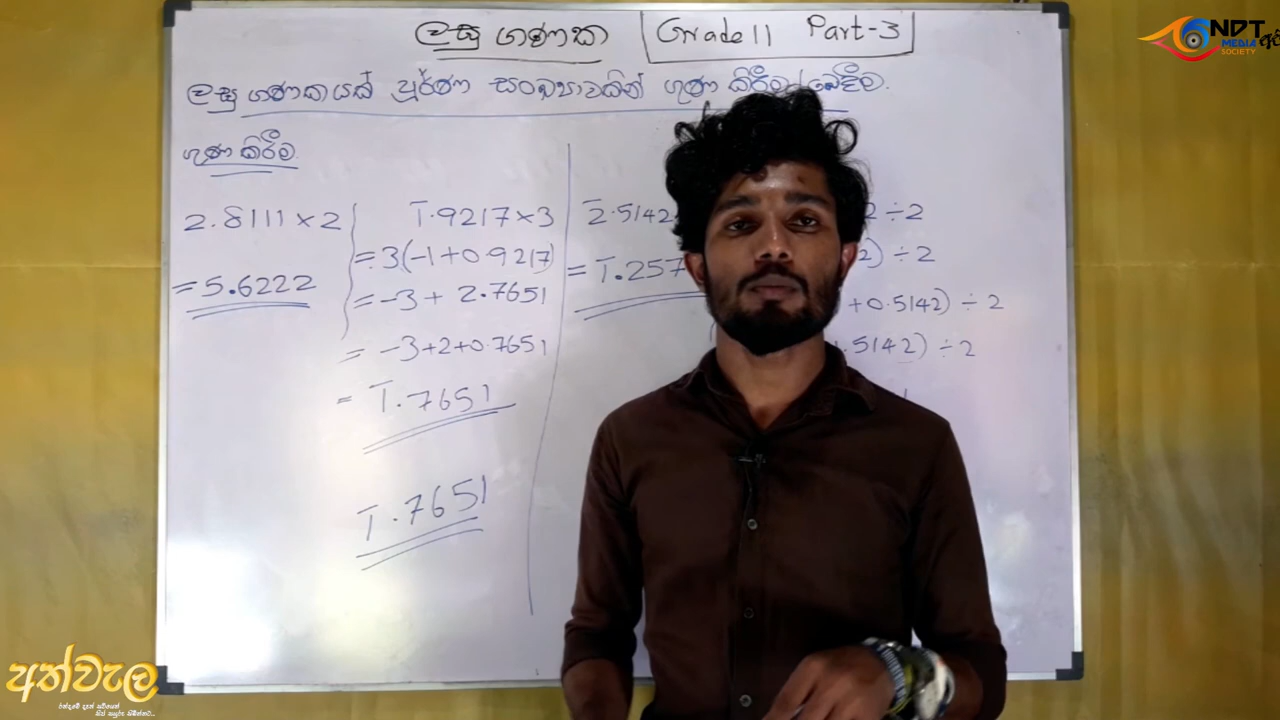 ලඝු ගණක Grade 11 Part-3
ලඝු ගණකයක් පූර්ණ සංඛ්‍යාවකින් ගුණ කිරීම / බෙදීම.
ගුණ කිරීම
2.8111 × 2
= 5.6222
1̅.9217 × 3
= 3(-1+0.9217)
= -3 + 2.7651
= -3+2+0.7651
= 1̅.7651
1̅.7651
2̅.5142
= 1̅.257
2 ÷ 2
2) ÷ 2
+ 0.5142) ÷ 2
.5142) ÷ 2
NDT
MEDIA
SOCIETY
අත්වැල